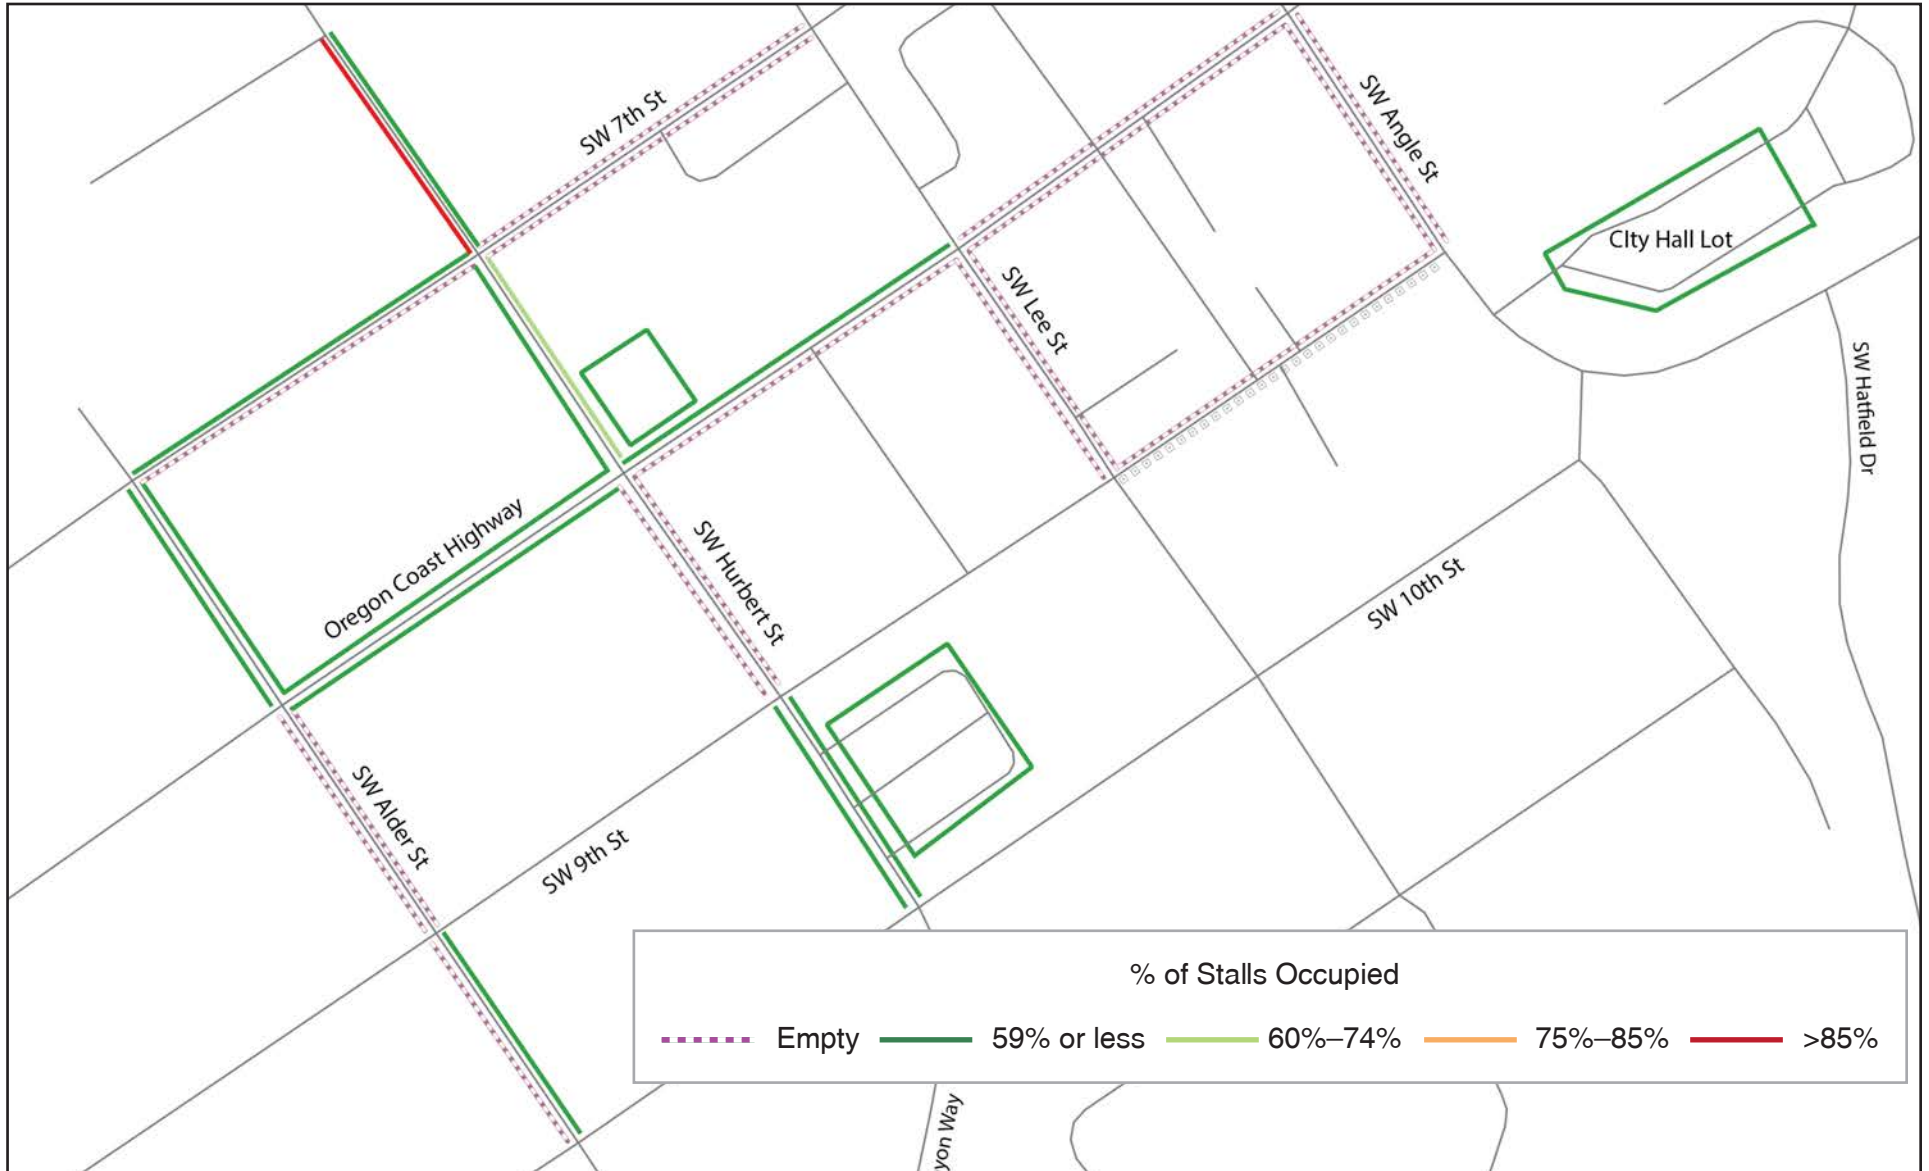 SW 7th St
SW Angle St
CIty Hall Lot
SW Lee St
SW Hatfield Dr
Oregon Coast Highway
SW Hurbert St
SW 10th St
SW Alder St
SW 9th St
% of Stalls Occupied
Empty 59% or less 60%–74% 75%–85% >85%
yon Way